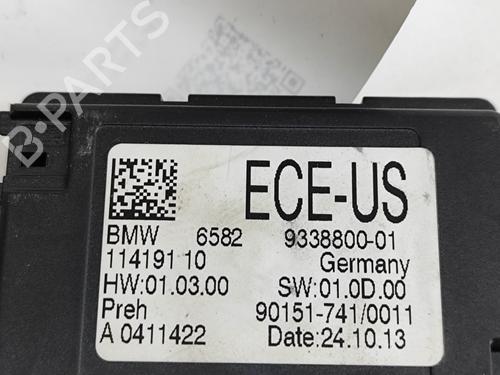 B-PARTS
ECE-US
BMW 6582 9338800-01
114191 10 Germany
HW:01.03.00 SW:01.0D.00
Preh 90151-741/0011
A 0411422 Date:24.10.13